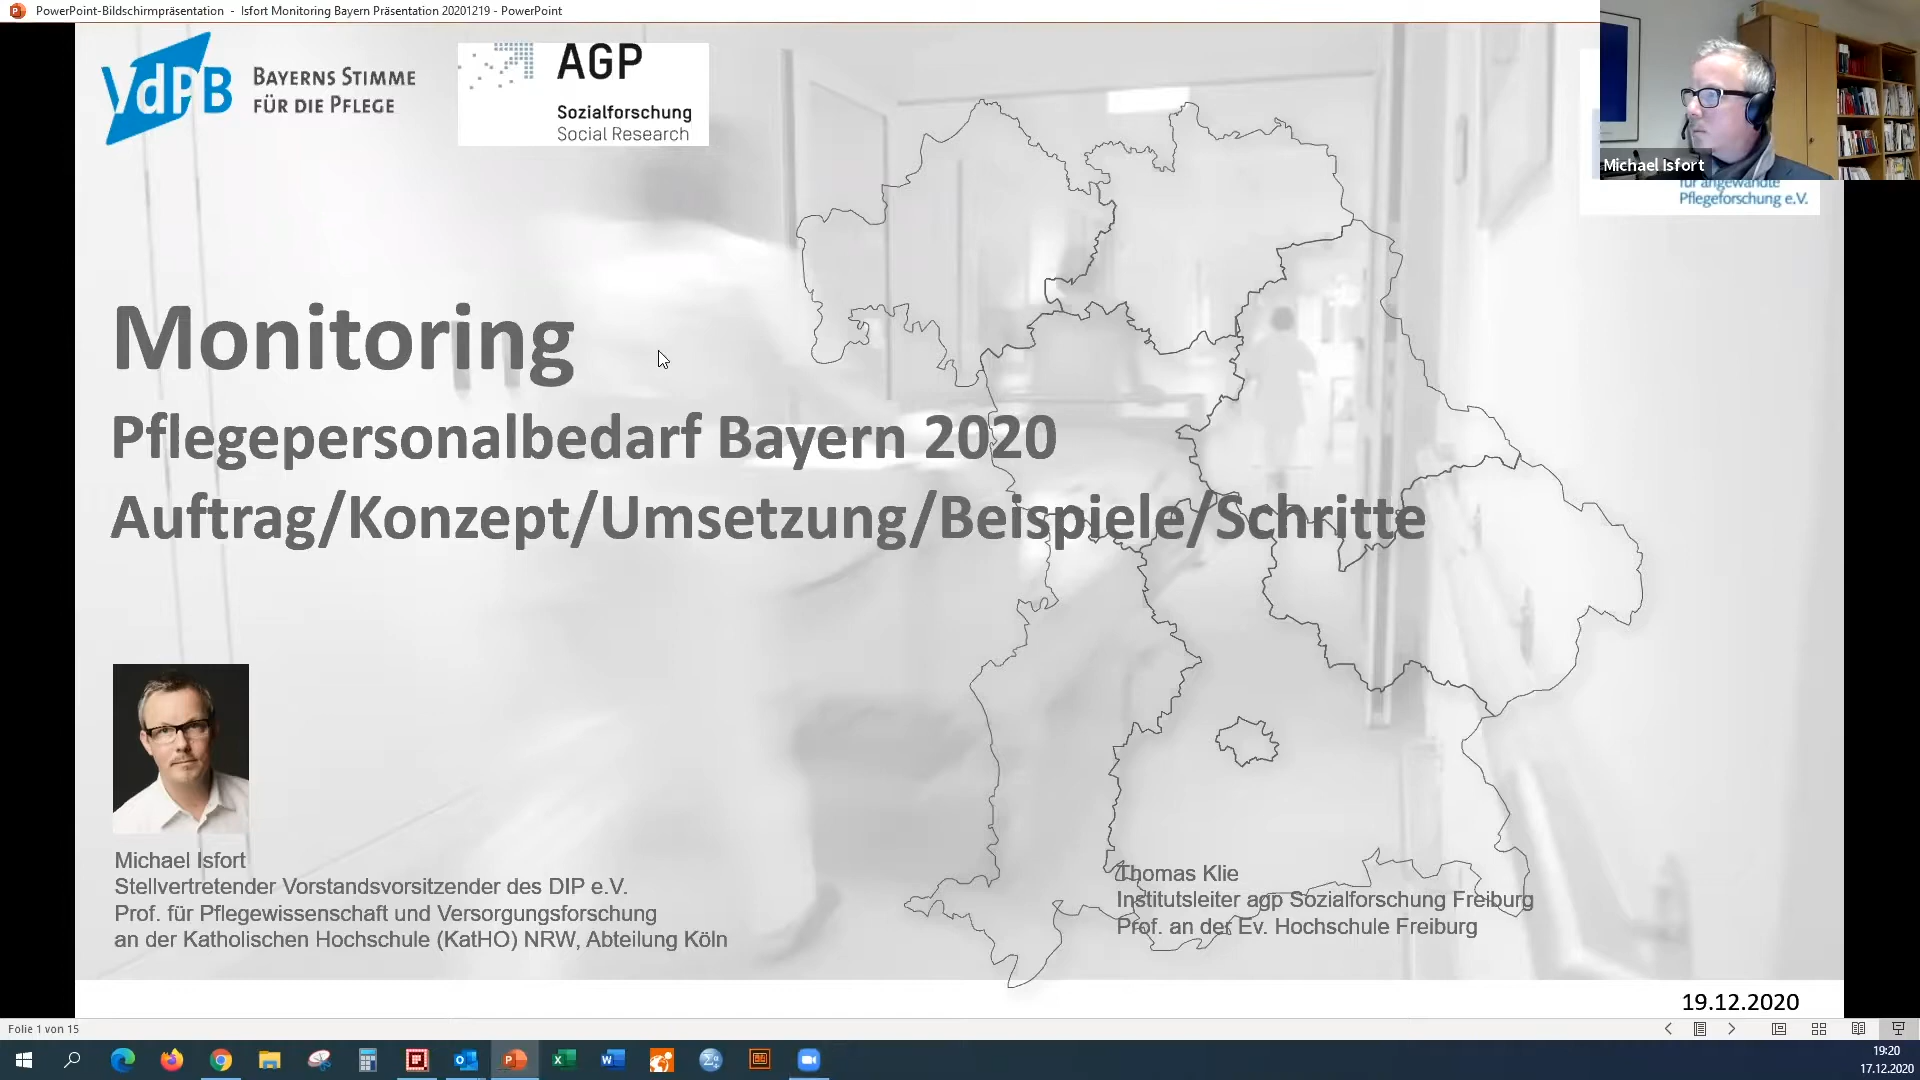 PowerPoint-Bildschirmpräsentation - Isfort Monitoring Bayern Präsentation 20201219 - PowerPoint
VdPB
BAYERNS STIMME
FÜR DIE PFLEGE
AGP
Sozialforschung
Social Research
Michael Isfort
für angewandte
Pflegeforschung e.V.
Monitoring
Pflegepersonalbedarf Bayern 2020
Auftrag/Konzept/Umsetzung/Beispiele/Schritte
Michael Isfort
Stellvertretender Vorstandsvorsitzender des DIP e.V.
Prof. für Pflegewissenschaft und Versorgungsforschung
an der Katholischen Hochschule (KatHO) NRW, Abteilung Köln
Thomas Klie
Institutsleiter agp Sozialforschung Freiburg
Prof. an der Ev. Hochschule Freiburg
19.12.2020
Folie 1 von 15
19:20
17.12.2020